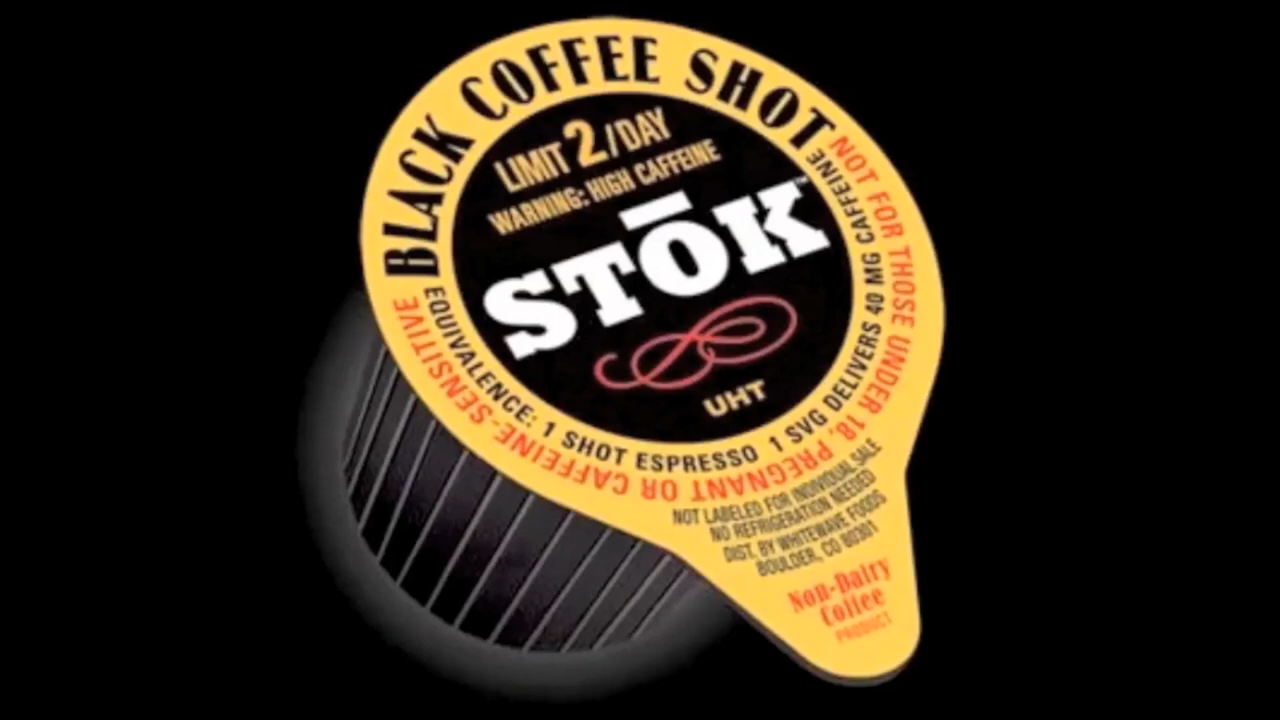 BLACK COFFEE SHOT
LIMIT 2/DAY
WARNING: HIGH CAFFEINE
STŌK™
UHT
EQUIVALENCE: 1 SHOT ESPRESSO 1 SVG DELIVERS 40 MG CAFFEINE
NOT FOR THOSE UNDER 18, PREGNANT OR CAFFEINE-SENSITIVE
NOT LABELED FOR INDIVIDUAL SALE
NO REFRIGERATION NEEDED
DIST. BY WHITEWAVE FOODS
BOULDER, CO 80301
Non-Dairy
Coffee
PRODUCT